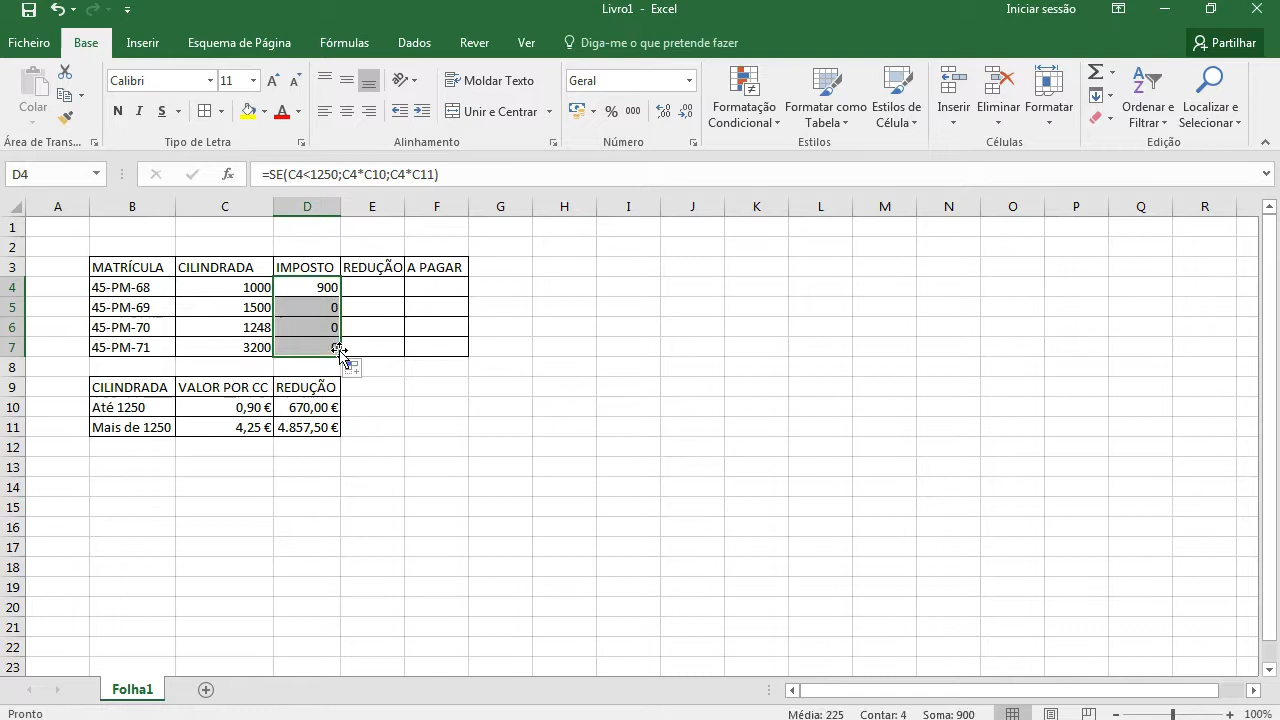 Livro1 - Excel
Iniciar sessão
Ficheiro Base Inserir Esquema de Página Fórmulas Dados Rever Ver Diga-me o que pretende fazer Partilhar
Calibri 11 Moldar Texto Geral
Colar N I S Unir e Centrar % 000 Formatação Condicional Formatar como Tabela Estilos de Célula Inserir Eliminar Formatar Ordenar e Filtrar Localizar e Selecionar
Área de Trans... Tipo de Letra Alinhamento Número Estilos Células Edição
D4 fx =SE(C4<1250;C4*C10;C4*C11)
A B C D E F G H I J K L M N O P Q R
1
2
3 MATRÍCULA CILINDRADA IMPOSTO REDUÇÃO A PAGAR
4 45-PM-68 1000 900
5 45-PM-69 1500 0
6 45-PM-70 1248 0
7 45-PM-71 3200
8
9 CILINDRADA VALOR POR CC REDUÇÃO
10 Até 1250 0,90 € 670,00 €
11 Mais de 1250 4,25 € 4.857,50 €
12
13
14
15
16
17
18
19
20
21
22
23
Folha1
Pronto Média: 225 Contar: 4 Soma: 900 100%